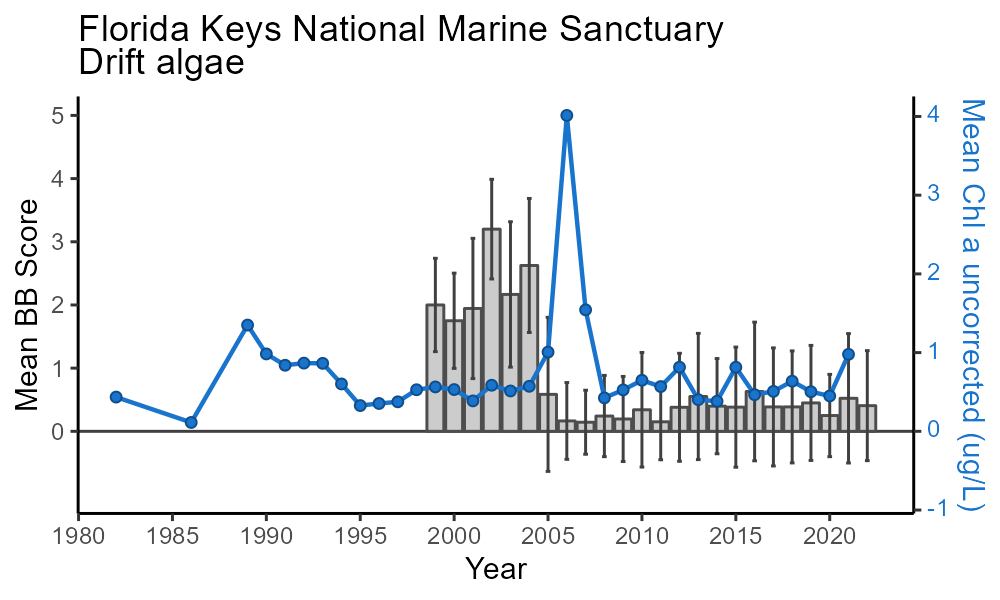 Florida Keys National Marine Sanctuary
Drift algae
Mean BB Score
5
4
3
2
1
0
4
3
2
1
0
-1
Mean Chl a uncorrected (ug/L)
1980 1985 1990 1995 2000 2005 2010 2015 2020
Year